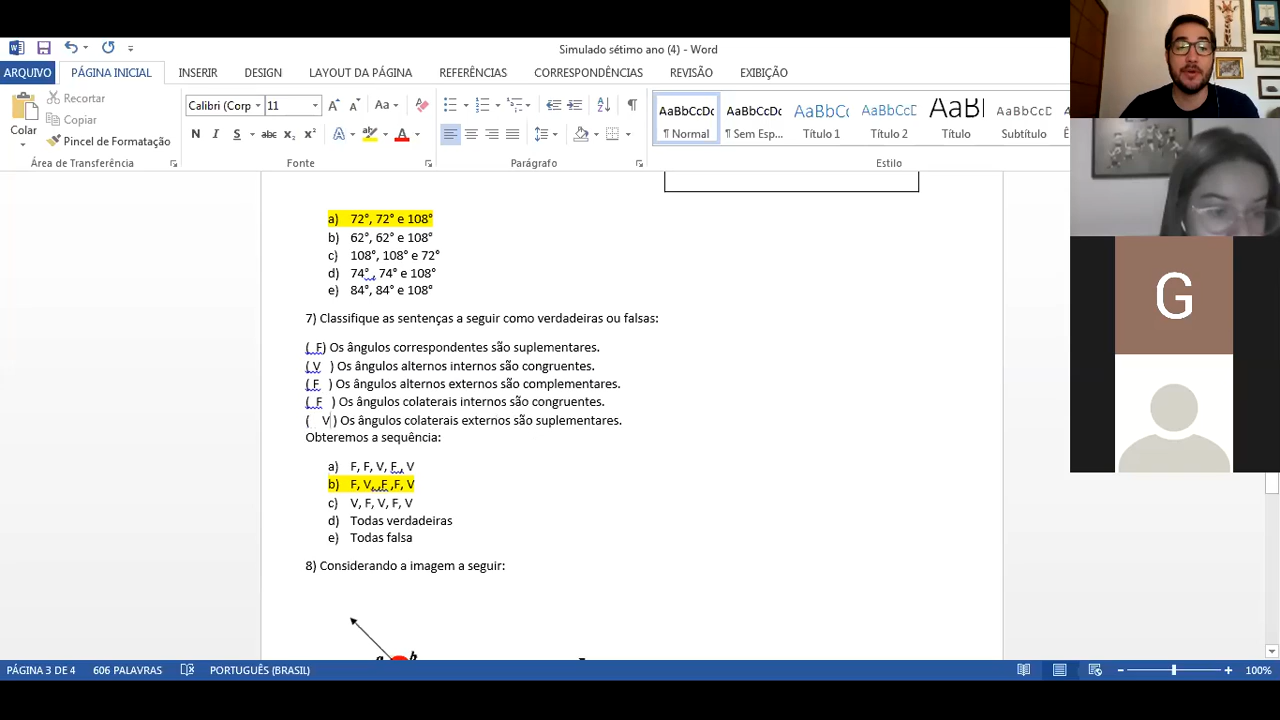 Simulado sétimo ano (4) - Word
ARQUIVO PÁGINA INICIAL INSERIR DESIGN LAYOUT DA PÁGINA REFERÊNCIAS CORRESPONDÊNCIAS REVISÃO EXIBIÇÃO
Colar
Recortar
Copiar
Pincel de Formatação
Área de Transferência
Calibri (Corp 11
N I S abc x₂ x²
Fonte
Parágrafo
AaBbCcDc AaBbCcDc AaBbCc AaBbCcD AaBl AaBbCcDc
¶ Normal ¶ Sem Esp... Título 1 Título 2 Título Subtítulo
Estilo
a) 72°, 72° e 108°
b) 62°, 62° e 108°
c) 108°, 108° e 72°
d) 74° , 74° e 108°
e) 84°, 84° e 108°
7) Classifique as sentenças a seguir como verdadeiras ou falsas:
( F) Os ângulos correspondentes são suplementares.
( V ) Os ângulos alternos internos são congruentes.
( F ) Os ângulos alternos externos são complementares.
( F ) Os ângulos colaterais internos são congruentes.
( V ) Os ângulos colaterais externos são suplementares.
Obteremos a sequência:
a) F, F, V, F , V
b) F, V, ,F ,F, V
c) V, F, V, F, V
d) Todas verdadeiras
e) Todas falsa
8) Considerando a imagem a seguir:
G
PÁGINA 3 DE 4 606 PALAVRAS PORTUGUÊS (BRASIL) 100%